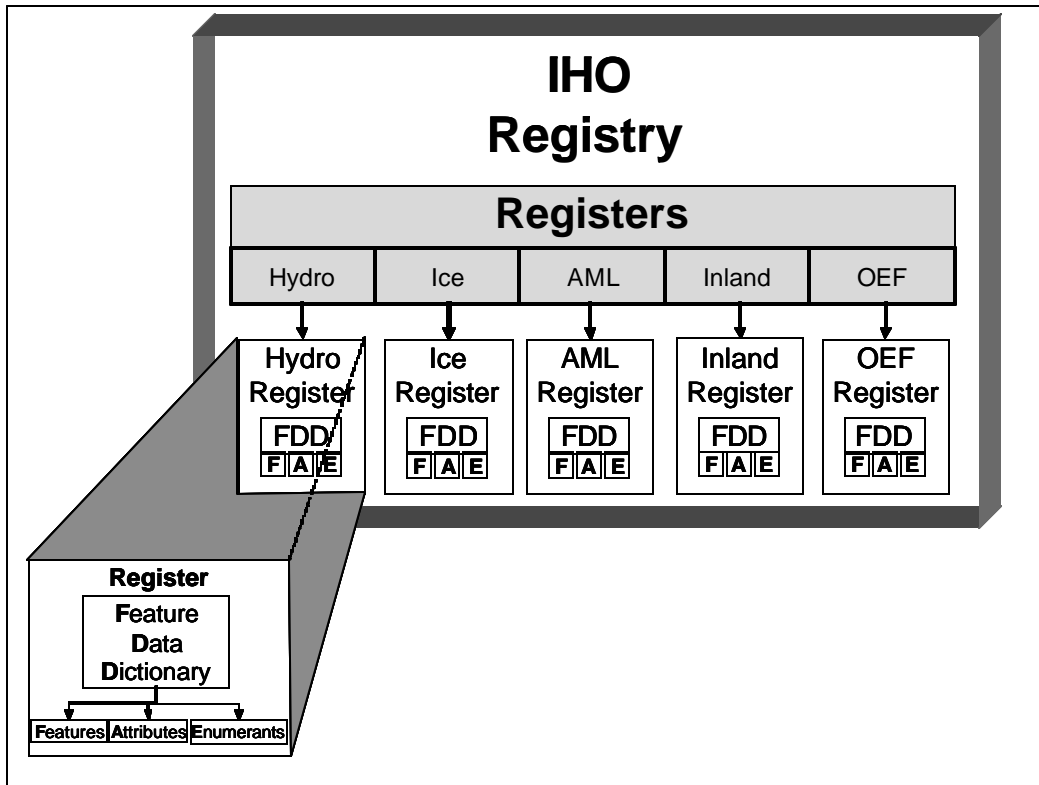 IHO
Registry
Registers
Hydro Ice AML Inland OEF
Hydro
Register
FDD
F A E
Ice
Register
FDD
F A E
AML
Register
FDD
F A E
Inland
Register
FDD
F A E
OEF
Register
FDD
F A E
Register
Feature
Data
Dictionary
Features Attributes Enumerants